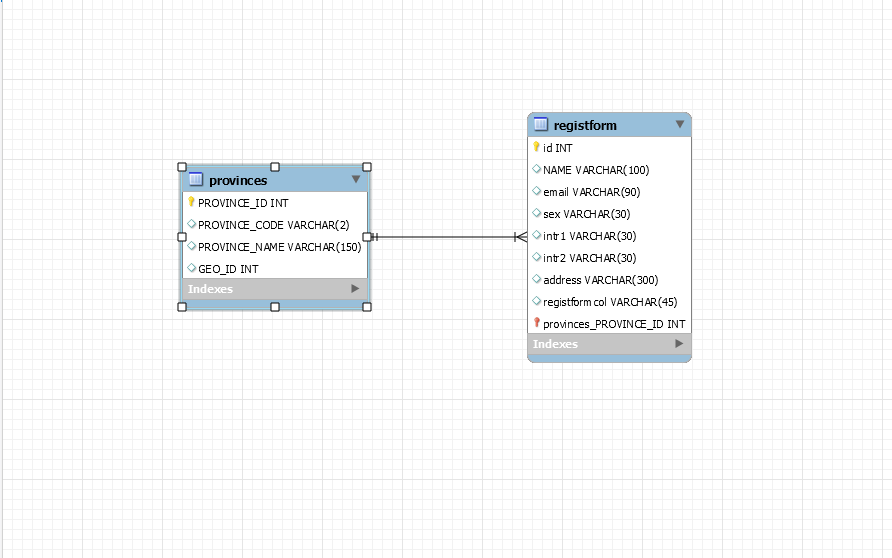 provinces
PROVINCE_ID INT
PROVINCE_CODE VARCHAR(2)
PROVINCE_NAME VARCHAR(150)
GEO_ID INT
Indexes
registform
id INT
NAME VARCHAR(100)
email VARCHAR(90)
sex VARCHAR(30)
intr1 VARCHAR(30)
intr2 VARCHAR(30)
address VARCHAR(300)
registformcol VARCHAR(45)
provinces_PROVINCE_ID INT
Indexes